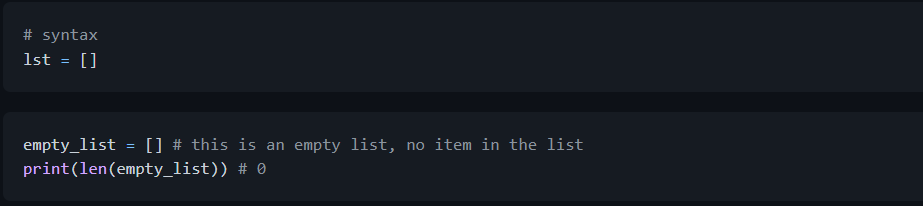 # syntax
lst = []
empty_list = [] # this is an empty list, no item in the list
print(len(empty_list)) # 0